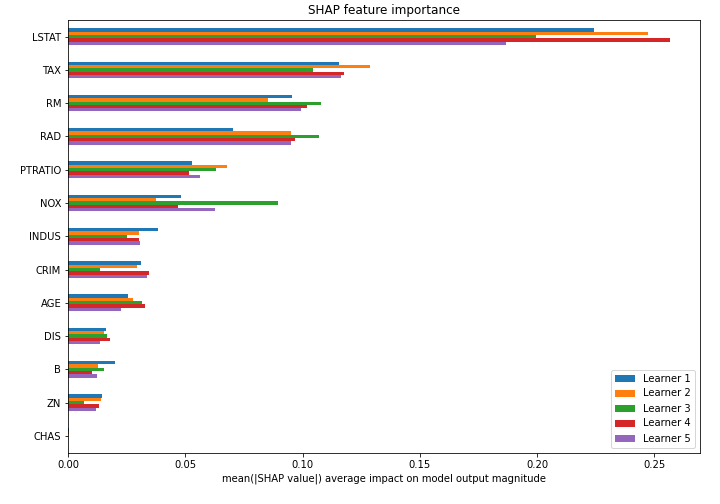 SHAP feature importance
LSTAT
TAX
RM
RAD
PTRATIO
NOX
INDUS
CRIM
AGE
DIS
B
ZN
CHAS
Learner 1
Learner 2
Learner 3
Learner 4
Learner 5
0.00 0.05 0.10 0.15 0.20 0.25
mean(|SHAP value|) average impact on model output magnitude